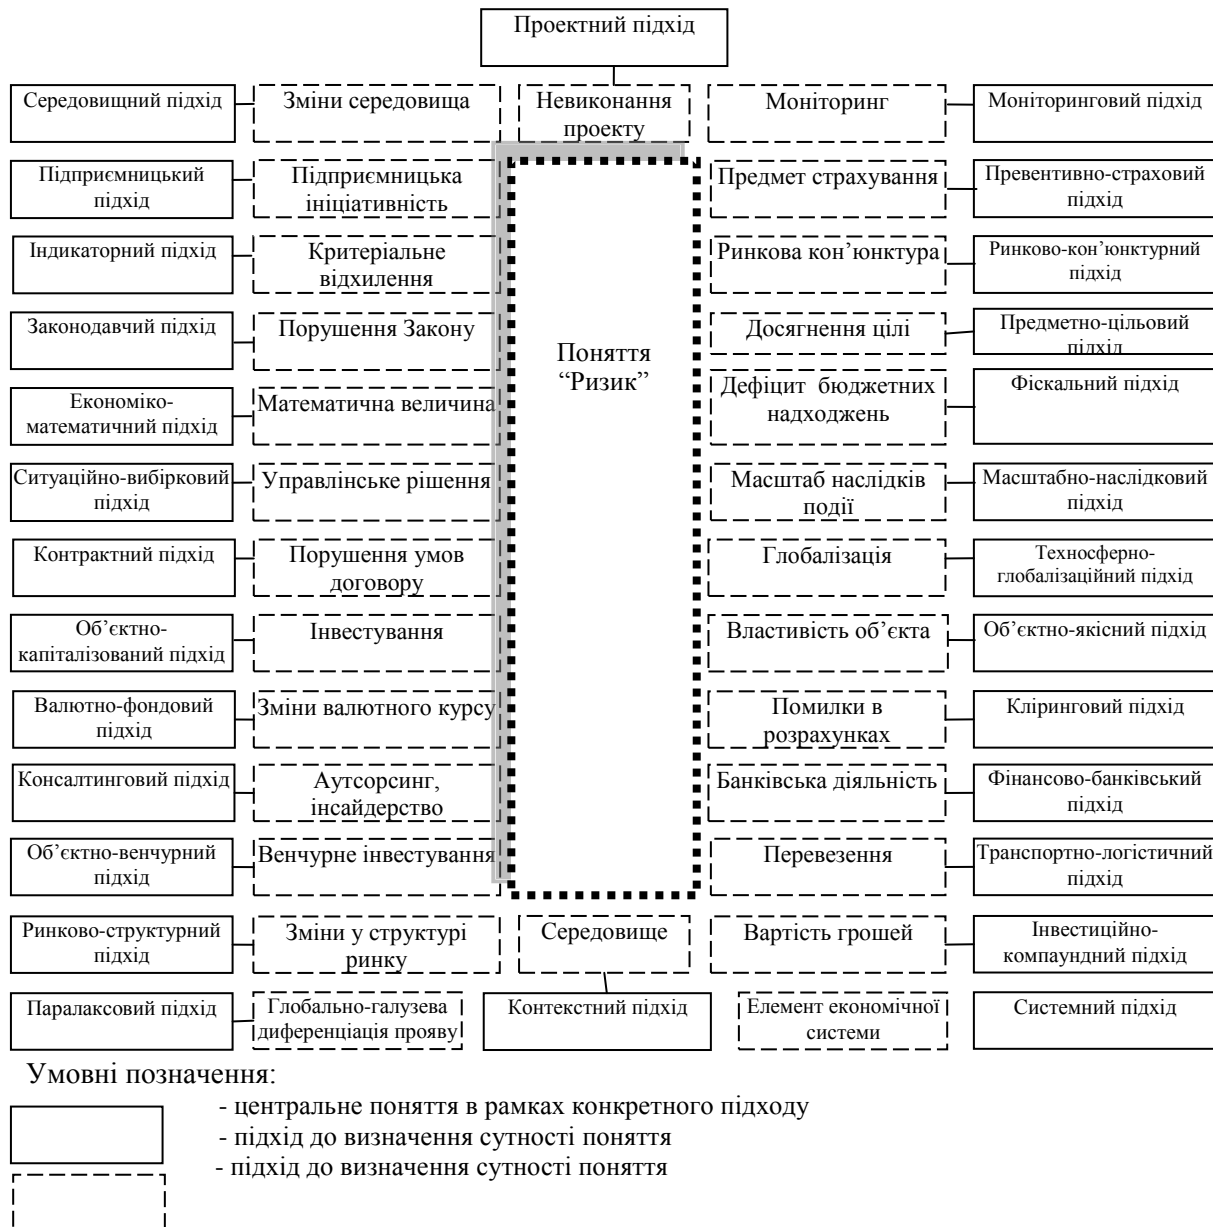 Проектний підхід
Середовищний підхід
Зміни середовища
Невиконання
проекту
Моніторинг
Моніторинговий підхід
Підприємницький
підхід
Підприємницька
ініціативність
Предмет страхування
Превентивно-страховий
підхід
Індикаторний підхід
Критеріальне
відхилення
Ринкова кон’юнктура
Ринково-кон’юнктурний
підхід
Законодавчий підхід
Порушення Закону
Поняття
“Ризик”
Досягнення цілі
Предметно-цільовий
підхід
Економіко-
математичний підхід
Математична величина
Дефіцит бюджетних
надходжень
Фіскальний підхід
Ситуаційно-вибірковий
підхід
Управлінське рішення
Масштаб наслідків
події
Масштабно-наслідковий
підхід
Контрактний підхід
Порушення умов
договору
Глобалізація
Техносферно-
глобалізаційний підхід
Об’єктно-
капіталізований підхід
Інвестування
Властивість об’єкта
Об’єктно-якісний підхід
Валютно-фондовий
підхід
Зміни валютного курсу
Помилки в
розрахунках
Кліринговий підхід
Консалтинговий підхід
Аутсорсинг,
інсайдерство
Банківська діяльність
Фінансово-банківський
підхід
Об’єктно-венчурний
підхід
Венчурне інвестування
Перевезення
Транспортно-логістичний
підхід
Ринково-структурний
підхід
Зміни у структурі
ринку
Середовище
Вартість грошей
Інвестиційно-
компаундний підхід
Паралаксовий підхід
Глобально-галузева
диференціація прояву
Контекстний підхід
Елемент економічної
системи
Системний підхід
Умовні позначення:
- центральне поняття в рамках конкретного підходу
- підхід до визначення сутності поняття
- підхід до визначення сутності поняття